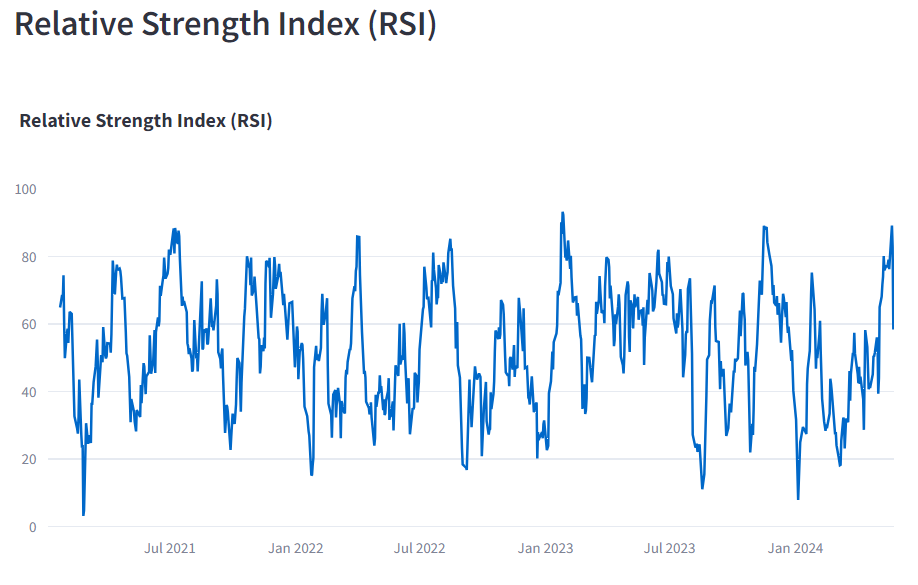 Relative Strength Index (RSI)
Relative Strength Index (RSI)
100
80
60
40
20
0
Jul 2021 Jan 2022 Jul 2022 Jan 2023 Jul 2023 Jan 2024